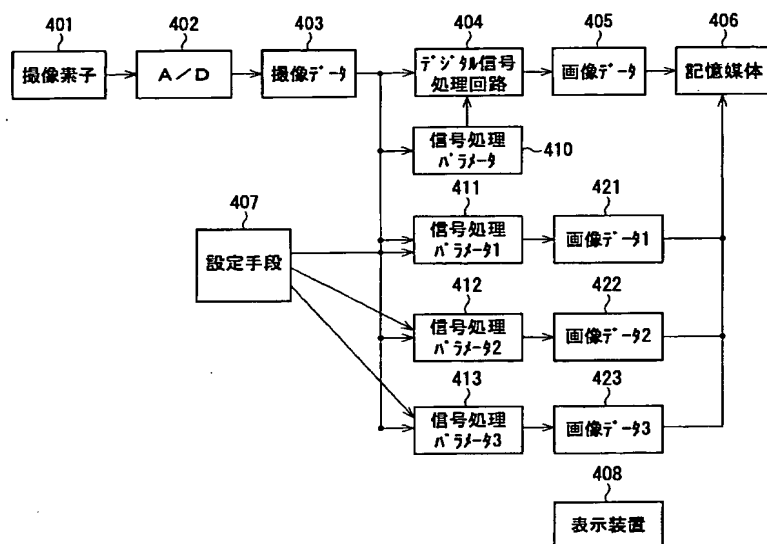 401
402
403
404
405
406
撮像素子
A/D
撮像データ
デジタル信号
処理回路
画像データ
記憶媒体
信号処理
パラメータ
410
407
設定手段
411
421
信号処理
パラメータ1
画像データ1
412
422
信号処理
パラメータ2
画像データ2
413
423
信号処理
パラメータ3
画像データ3
408
表示装置